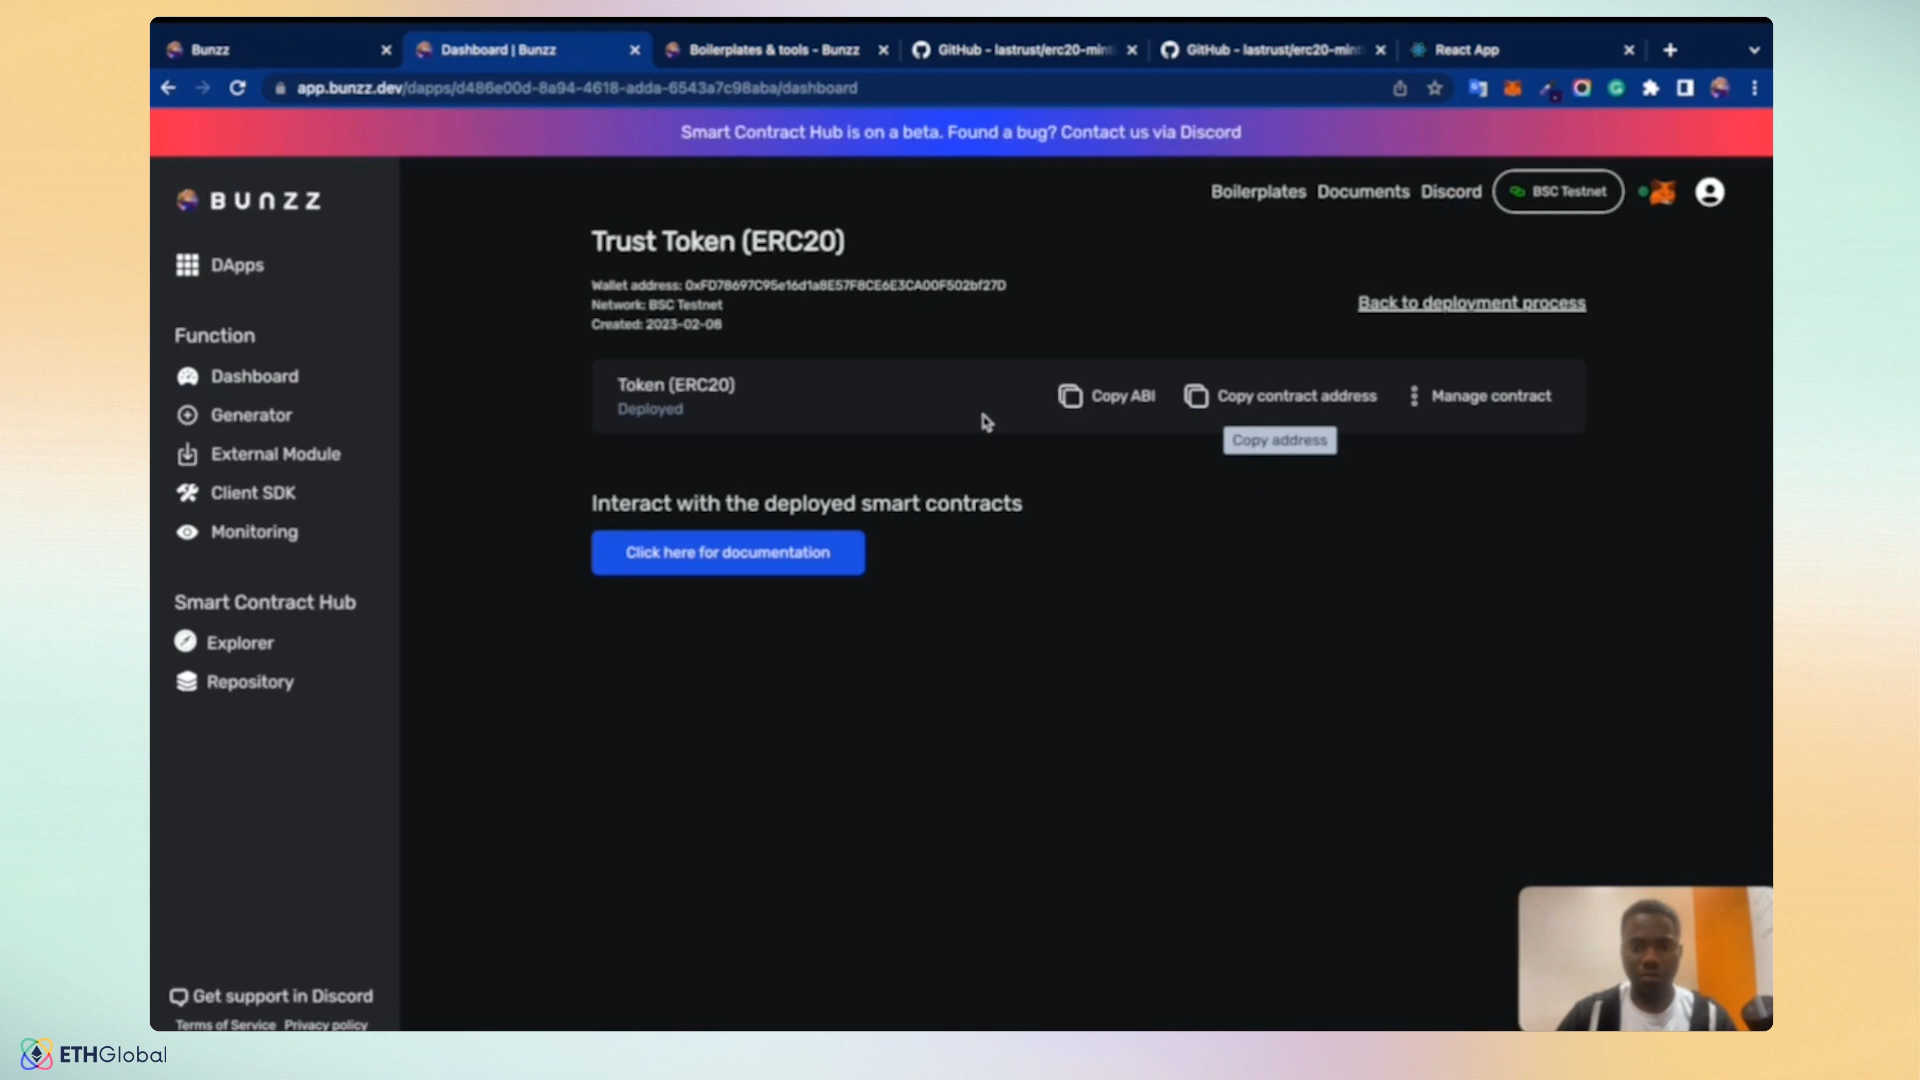 Bunzz
Dashboard | Bunzz
Boilerplates & tools - Bunzz
GitHub - lastrust/erc20-mint
GitHub - lastrust/erc20-mint
React App
app.bunzz.dev/dapps/d486e00d-8a94-4618-adda-6543a7c98aba/dashboard
Smart Contract Hub is on a beta. Found a bug? Contact us via Discord
BUNZZ
Boilerplates
Documents
Discord
BSC Testnet
DApps
Function
Dashboard
Generator
External Module
Client SDK
Monitoring
Smart Contract Hub
Explorer
Repository
Get support in Discord
Terms of Service Privacy policy
Trust Token (ERC20)
Wallet address: 0xFD78697C95e16d1a8E57F8CE6E3CA00F502bf27D
Network: BSC Testnet
Created: 2023-02-08
Back to deployment process
Token (ERC20)
Deployed
Copy ABI
Copy contract address
Manage contract
Copy address
Interact with the deployed smart contracts
Click here for documentation
ETHGlobal